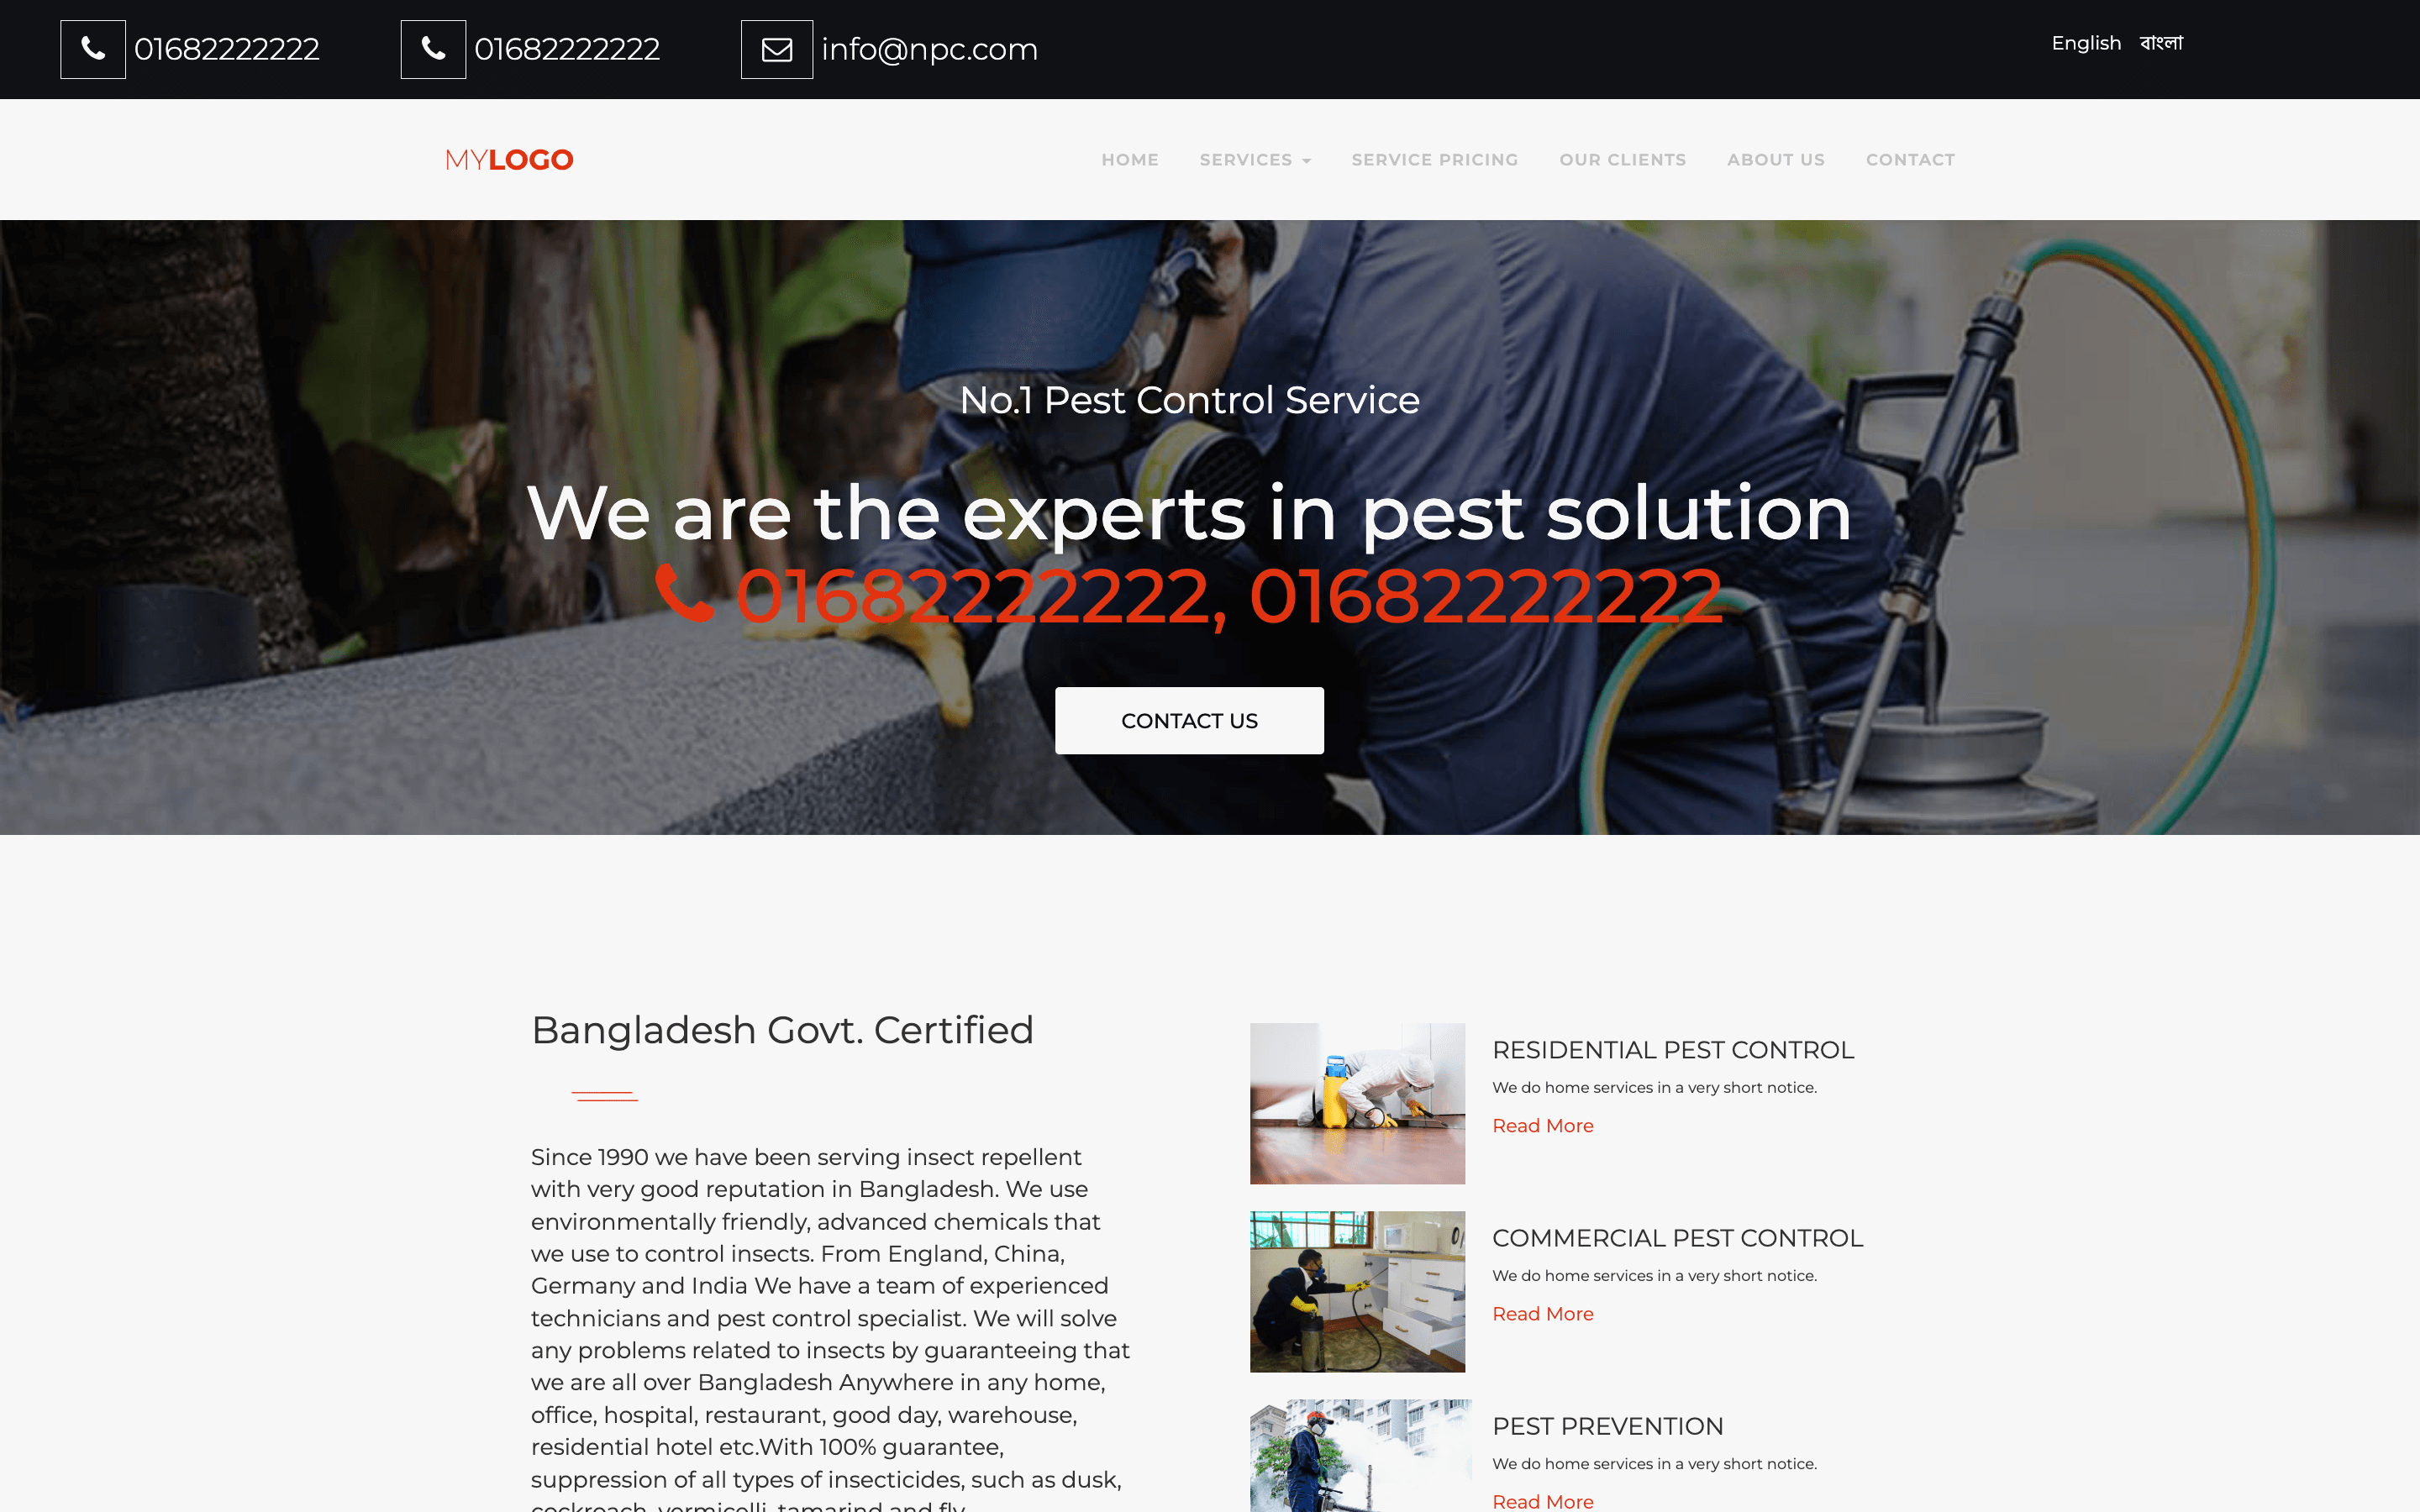 01682222222 01682222222 info@npc.com English বাংলা
MYLOGO HOME SERVICES SERVICE PRICING OUR CLIENTS ABOUT US CONTACT
No.1 Pest Control Service
We are the experts in pest solution
01682222222, 01682222222
CONTACT US
Bangladesh Govt. Certified
Since 1990 we have been serving insect repellent
with very good reputation in Bangladesh. We use
environmentally friendly, advanced chemicals that
we use to control insects. From England, China,
Germany and India We have a team of experienced
technicians and pest control specialist. We will solve
any problems related to insects by guaranteeing that
we are all over Bangladesh Anywhere in any home,
office, hospital, restaurant, good day, warehouse,
residential hotel etc.With 100% guarantee,
suppression of all types of insecticides, such as dusk,
cockroach, vermicelli, tamarind and fly
RESIDENTIAL PEST CONTROL
We do home services in a very short notice.
Read More
COMMERCIAL PEST CONTROL
We do home services in a very short notice.
Read More
PEST PREVENTION
We do home services in a very short notice.
Read More